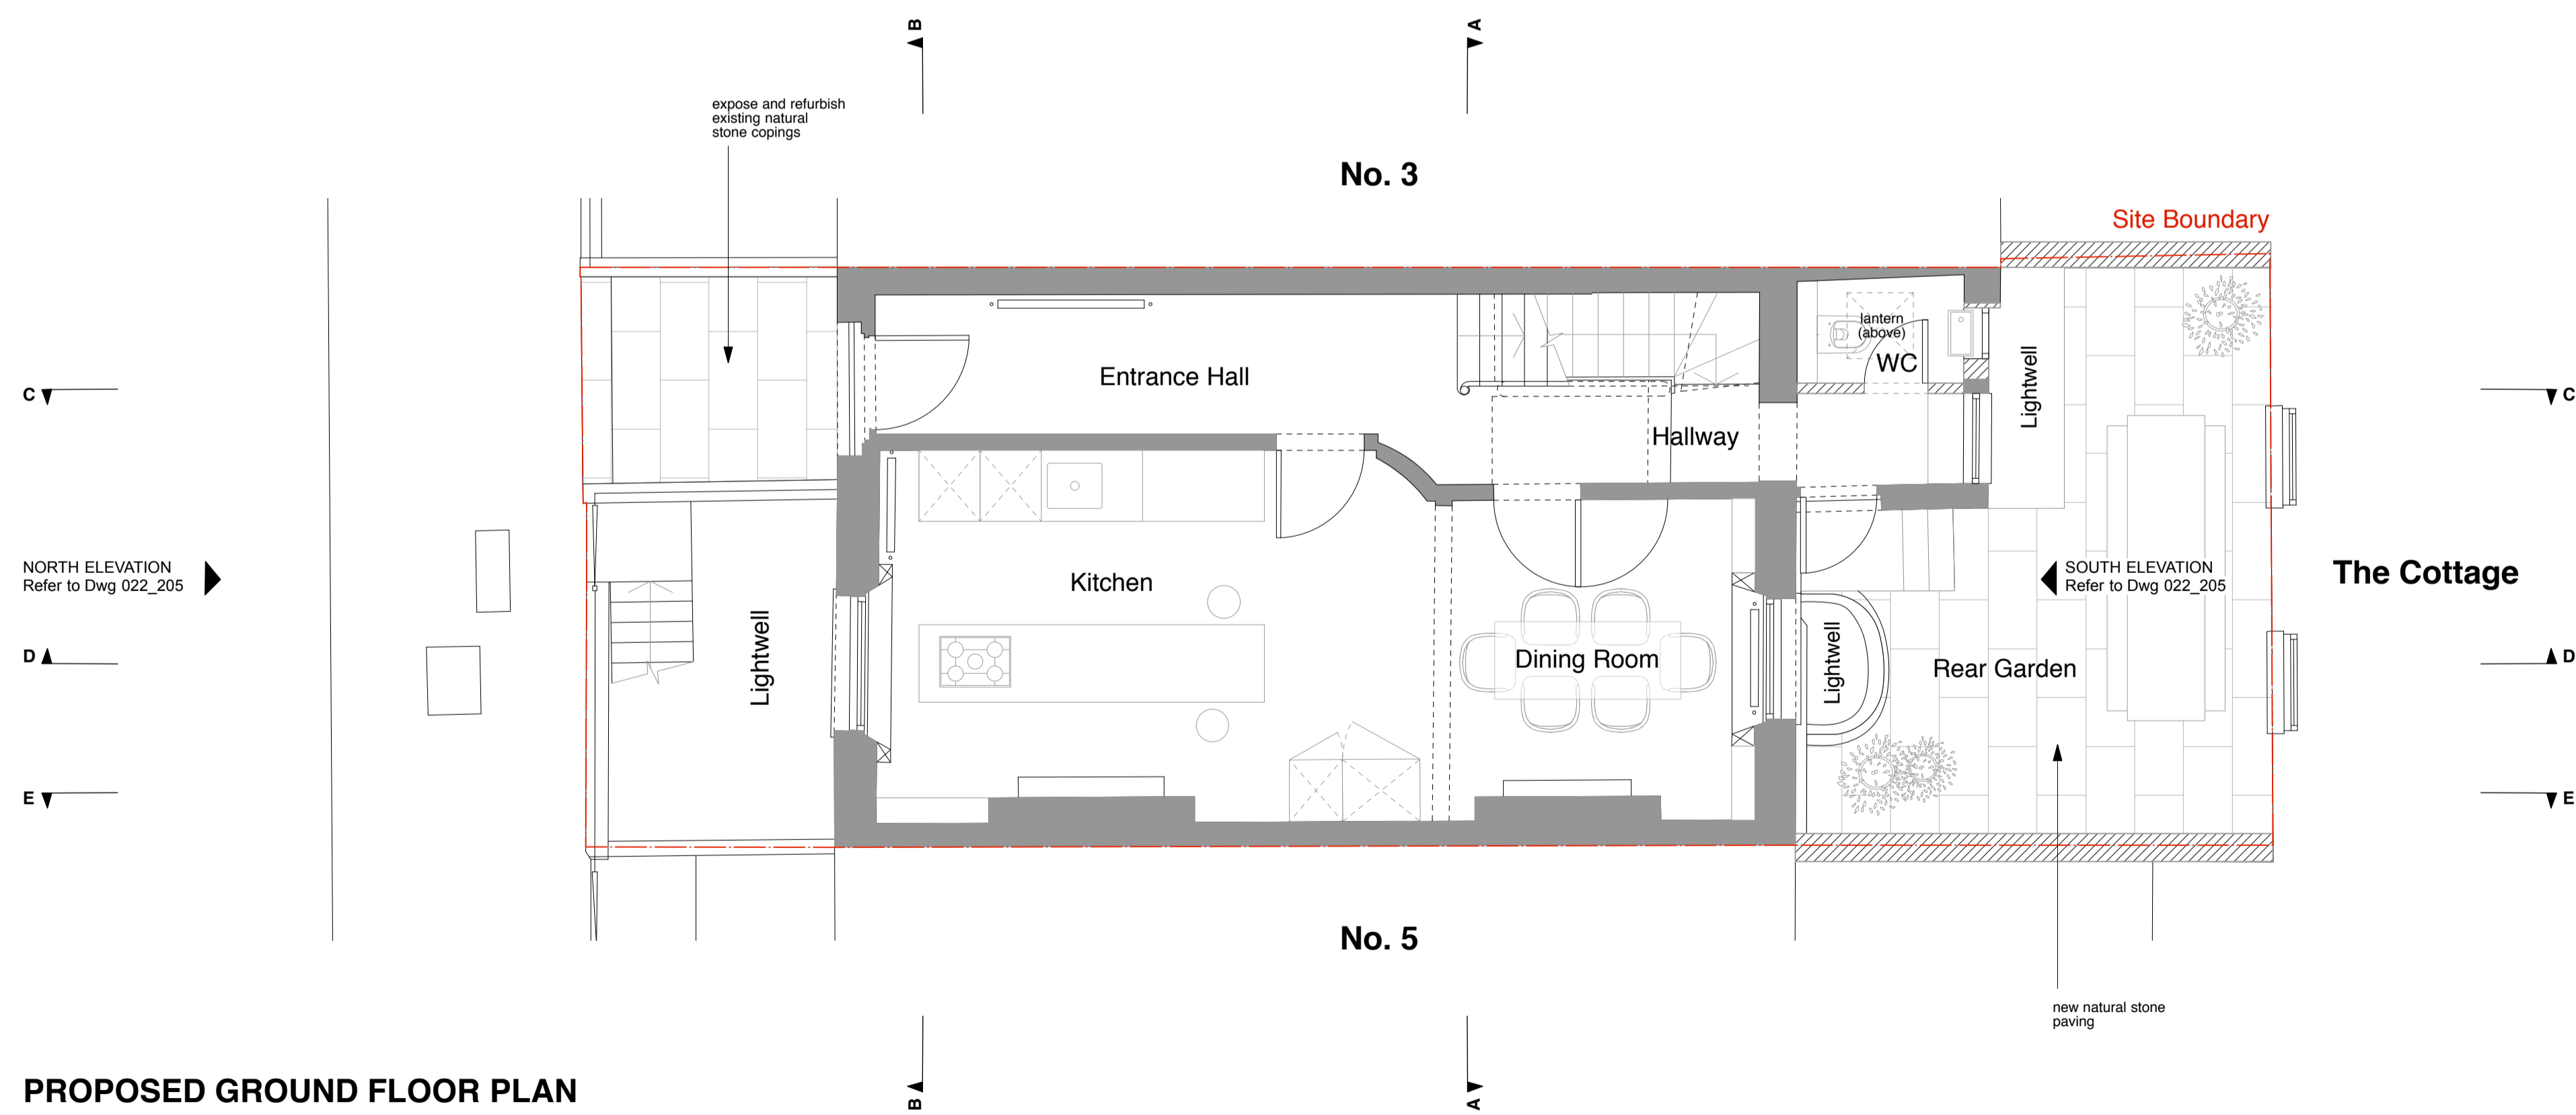 B
A
expose and refurbish
existing natural
stone copings
No. 3
Site Boundary
lantern
(above)
WC
Entrance Hall
Lightwell
C
C
Hallway
NORTH ELEVATION
Refer to Dwg 022_205
Kitchen
SOUTH ELEVATION
Refer to Dwg 022_205
The Cottage
D
Lightwell
Dining Room
Lightwell
Rear Garden
D
E
E
No. 5
new natural stone
paving
PROPOSED GROUND FLOOR PLAN
B
A